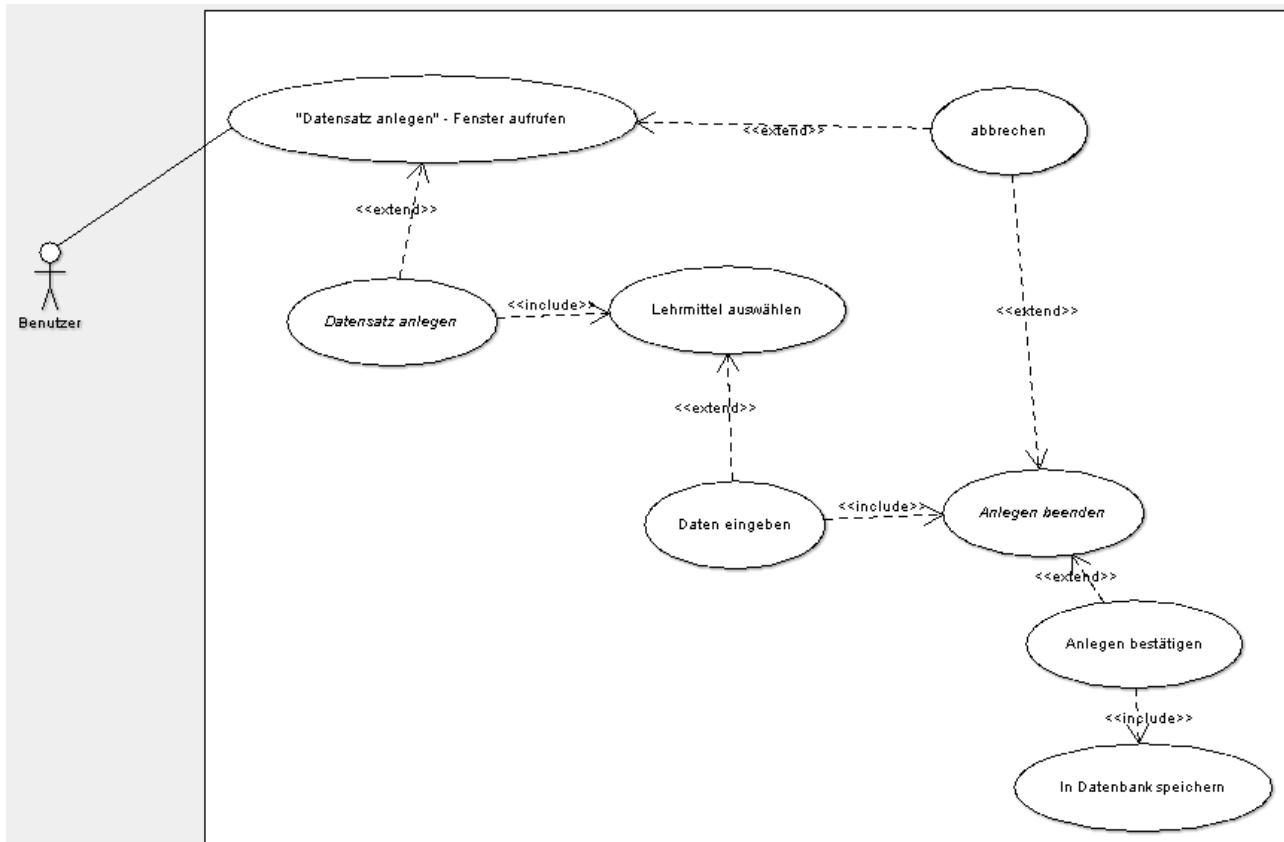 "Datensatz anlegen" - Fenster aufrufen
<<extend>>
abbrechen
<<extend>>
Benutzer
Datensatz anlegen
<<include>>
Lehrmittel auswählen
<<extend>>
<<extend>>
Daten eingeben
<<include>>
Anlegen beenden
<<extend>>
Anlegen bestätigen
<<include>>
In Datenbank speichern